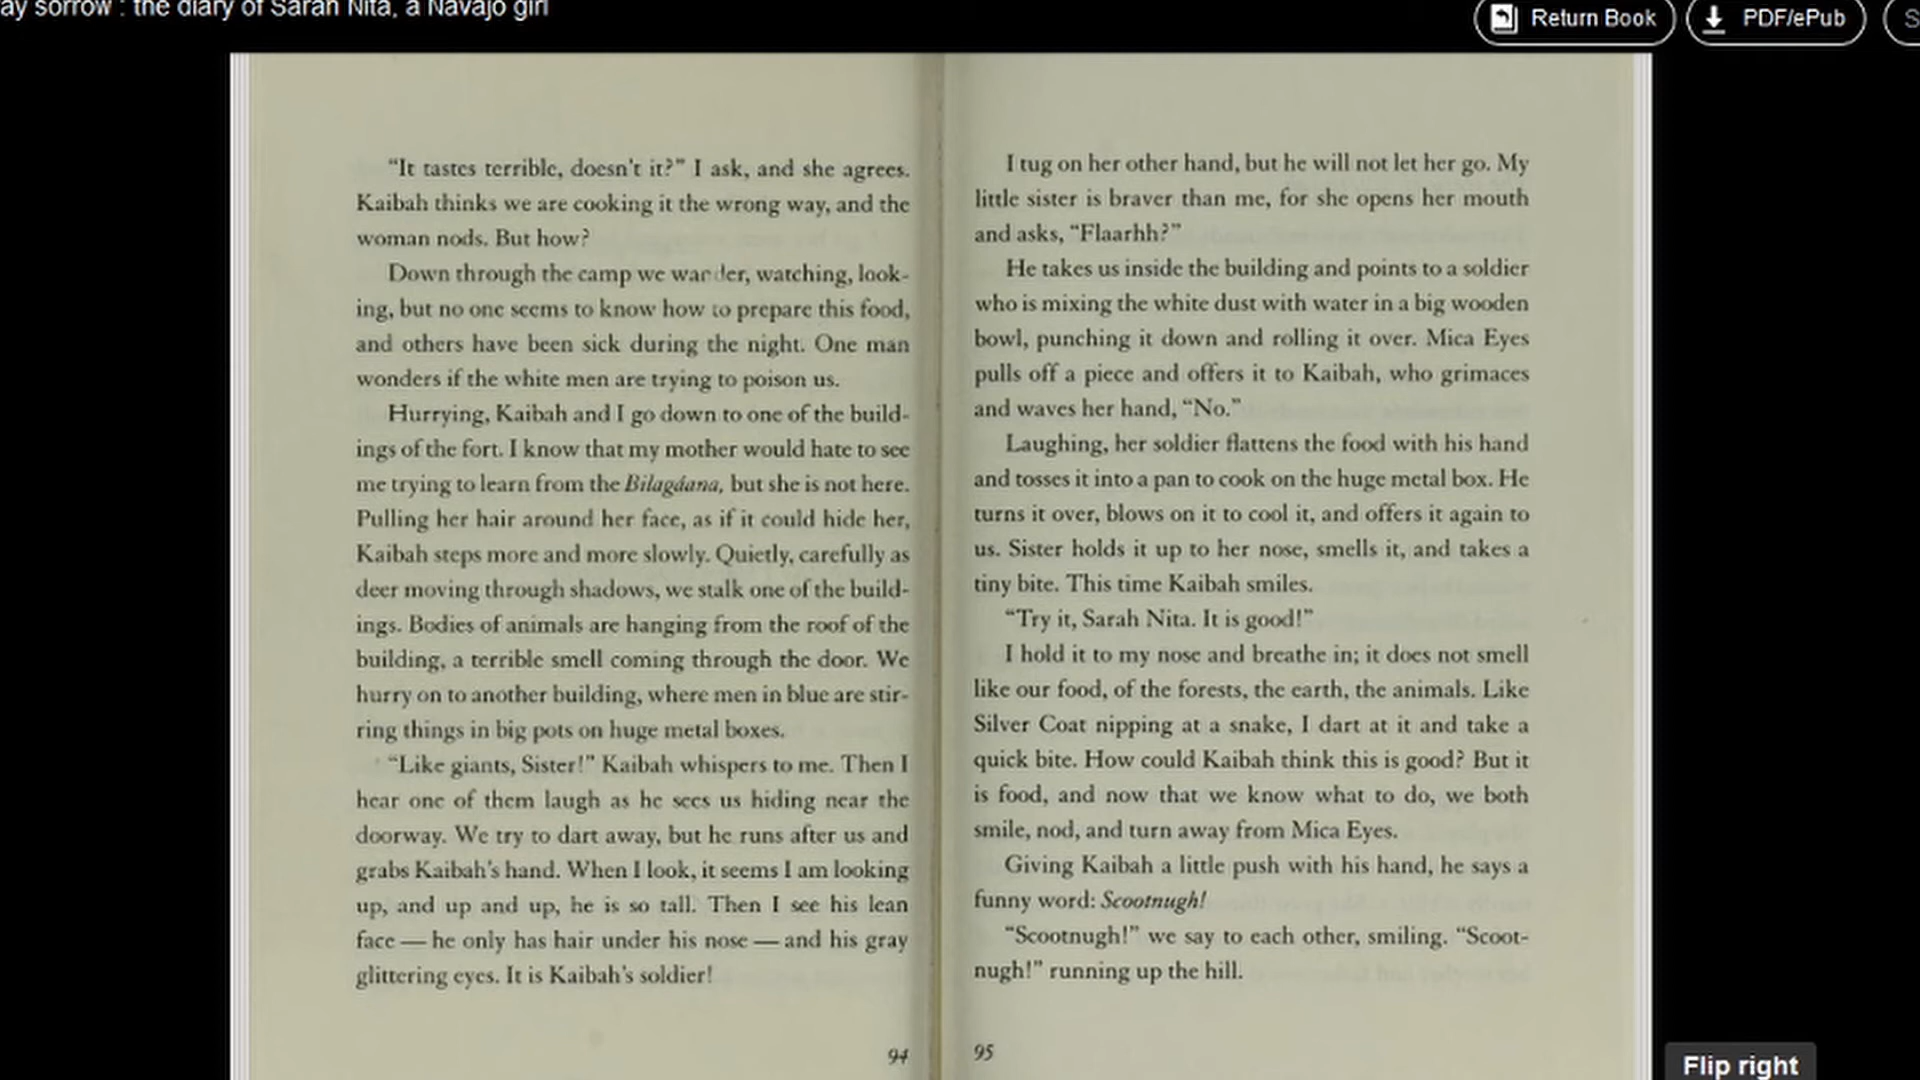 ay sorrow : the diary of Sarah Nita, a Navajo girl
Return Book
PDF/ePub
S
“It tastes terrible, doesn’t it?” I ask, and she agrees.
Kaibah thinks we are cooking it the wrong way, and the
woman nods. But how?
Down through the camp we wander, watching, look-
ing, but no one seems to know how to prepare this food,
and others have been sick during the night. One man
wonders if the white men are trying to poison us.
Hurrying, Kaibah and I go down to one of the build-
ings of the fort. I know that my mother would hate to see
me trying to learn from the Bilagáana, but she is not here.
Pulling her hair around her face, as if it could hide her,
Kaibah steps more and more slowly. Quietly, carefully as
deer moving through shadows, we stalk one of the build-
ings. Bodies of animals are hanging from the roof of the
building, a terrible smell coming through the door. We
hurry on to another building, where men in blue are stir-
ring things in big pots on huge metal boxes.
“Like giants, Sister!” Kaibah whispers to me. Then I
hear one of them laugh as he sees us hiding near the
doorway. We try to dart away, but he runs after us and
grabs Kaibah’s hand. When I look, it seems I am looking
up, and up and up, he is so tall. Then I see his lean
face — he only has hair under his nose — and his gray
glittering eyes. It is Kaibah’s soldier!
94
I tug on her other hand, but he will not let her go. My
little sister is braver than me, for she opens her mouth
and asks, “Flaarhh?”
He takes us inside the building and points to a soldier
who is mixing the white dust with water in a big wooden
bowl, punching it down and rolling it over. Mica Eyes
pulls off a piece and offers it to Kaibah, who grimaces
and waves her hand, “No.”
Laughing, her soldier flattens the food with his hand
and tosses it into a pan to cook on the huge metal box. He
turns it over, blows on it to cool it, and offers it again to
us. Sister holds it up to her nose, smells it, and takes a
tiny bite. This time Kaibah smiles.
“Try it, Sarah Nita. It is good!”
I hold it to my nose and breathe in; it does not smell
like our food, of the forests, the earth, the animals. Like
Silver Coat nipping at a snake, I dart at it and take a
quick bite. How could Kaibah think this is good? But it
is food, and now that we know what to do, we both
smile, nod, and turn away from Mica Eyes.
Giving Kaibah a little push with his hand, he says a
funny word: Scootnugh!
“Scootnugh!” we say to each other, smiling. “Scoot-
nugh!” running up the hill.
95
Flip right